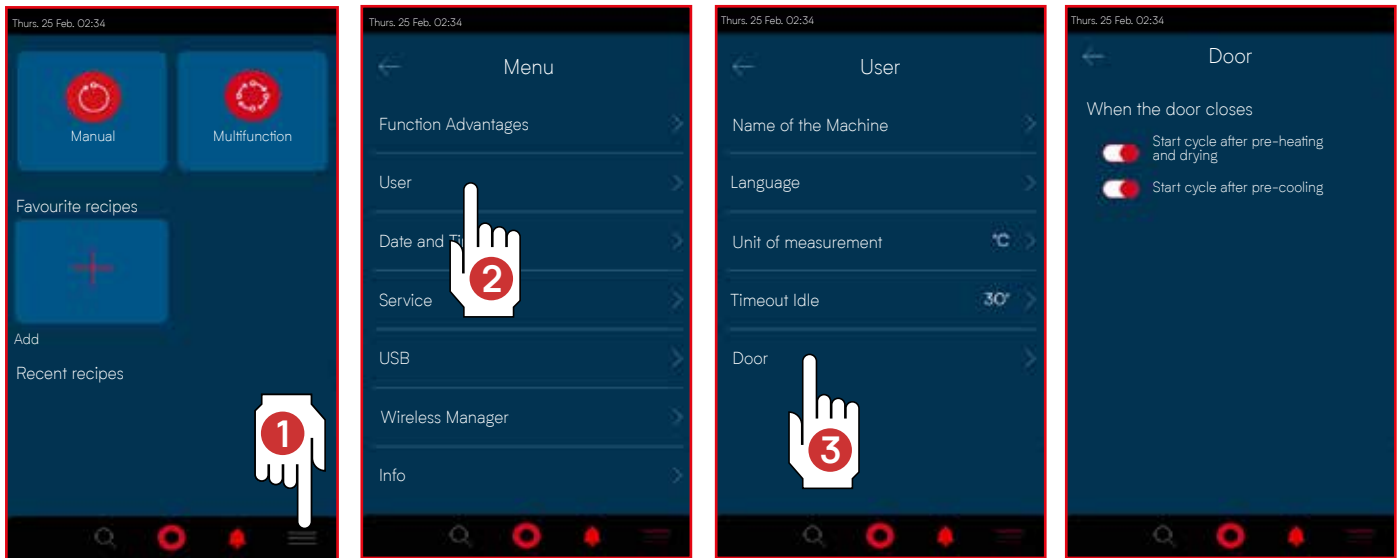 Thurs. 25 Feb. 02:34
Manual
Multifunction
Favourite recipes
Add
Recent recipes
1
Thurs. 25 Feb. 02:34
Menu
Function Advantages
User
Date and
2
Service
USB
Wireless Manager
Info
Thurs. 25 Feb. 02:34
User
Name of the Machine
Language
Unit of measurement °C
Timeout Idle 30"
Door
3
Thurs. 25 Feb. 02:34
Door
When the door closes
Start cycle after pre-heating
and drying
Start cycle after pre-cooling